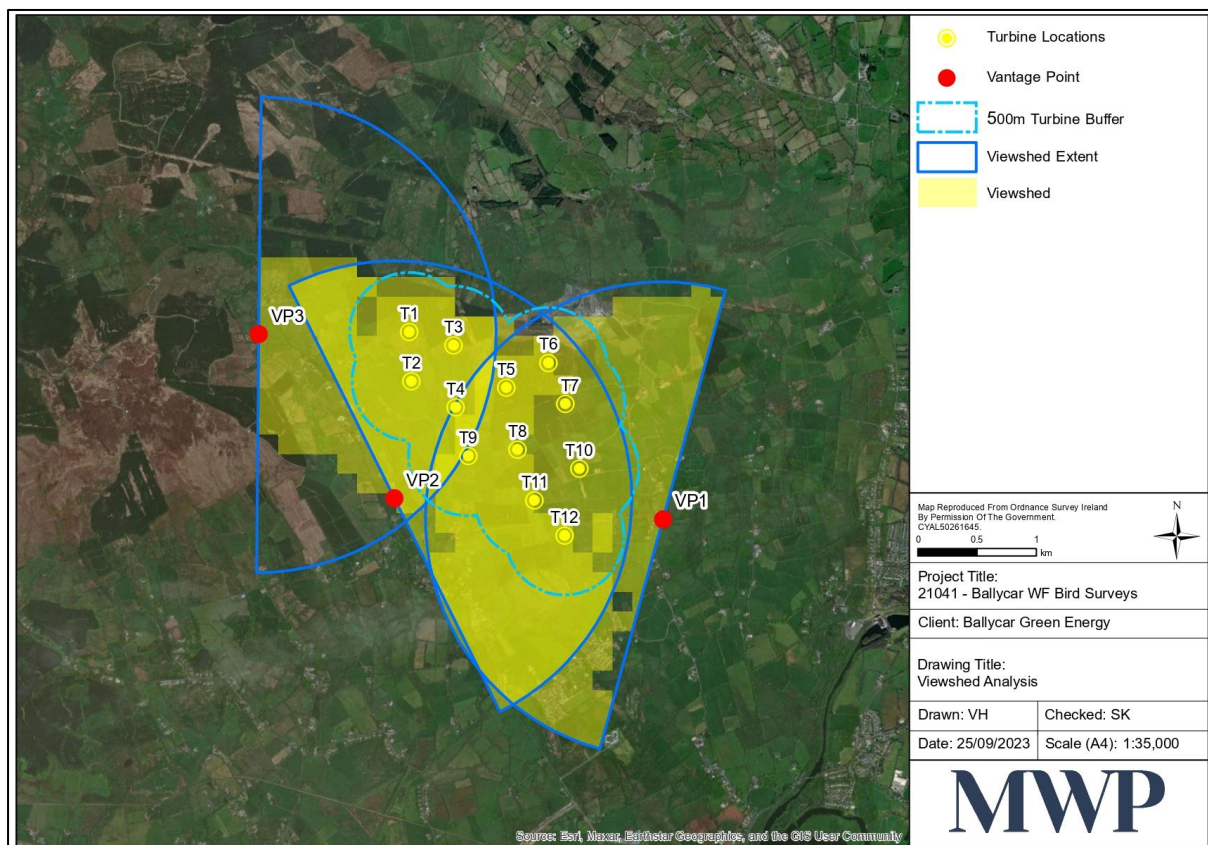 Turbine Locations
Vantage Point
500m Turbine Buffer
Viewshed Extent
Viewshed
VP3
T1
T3
T6
T2
T5
T7
T4
T9
T8
T10
VP2
T11
VP1
T12
Map Reproduced From Ordnance Survey Ireland
By Permission Of The Government.
CYAL50261645.
N
0 0.5 1
km
Project Title:
21041 - Ballycar WF Bird Surveys
Client: Ballycar Green Energy
Drawing Title:
Viewshed Analysis
Drawn: VH
Checked: SK
Date: 25/09/2023
Scale (A4): 1:35,000
MWP
Source: Esri, Maxar, Earthstar Geographics, and the GIS User Community